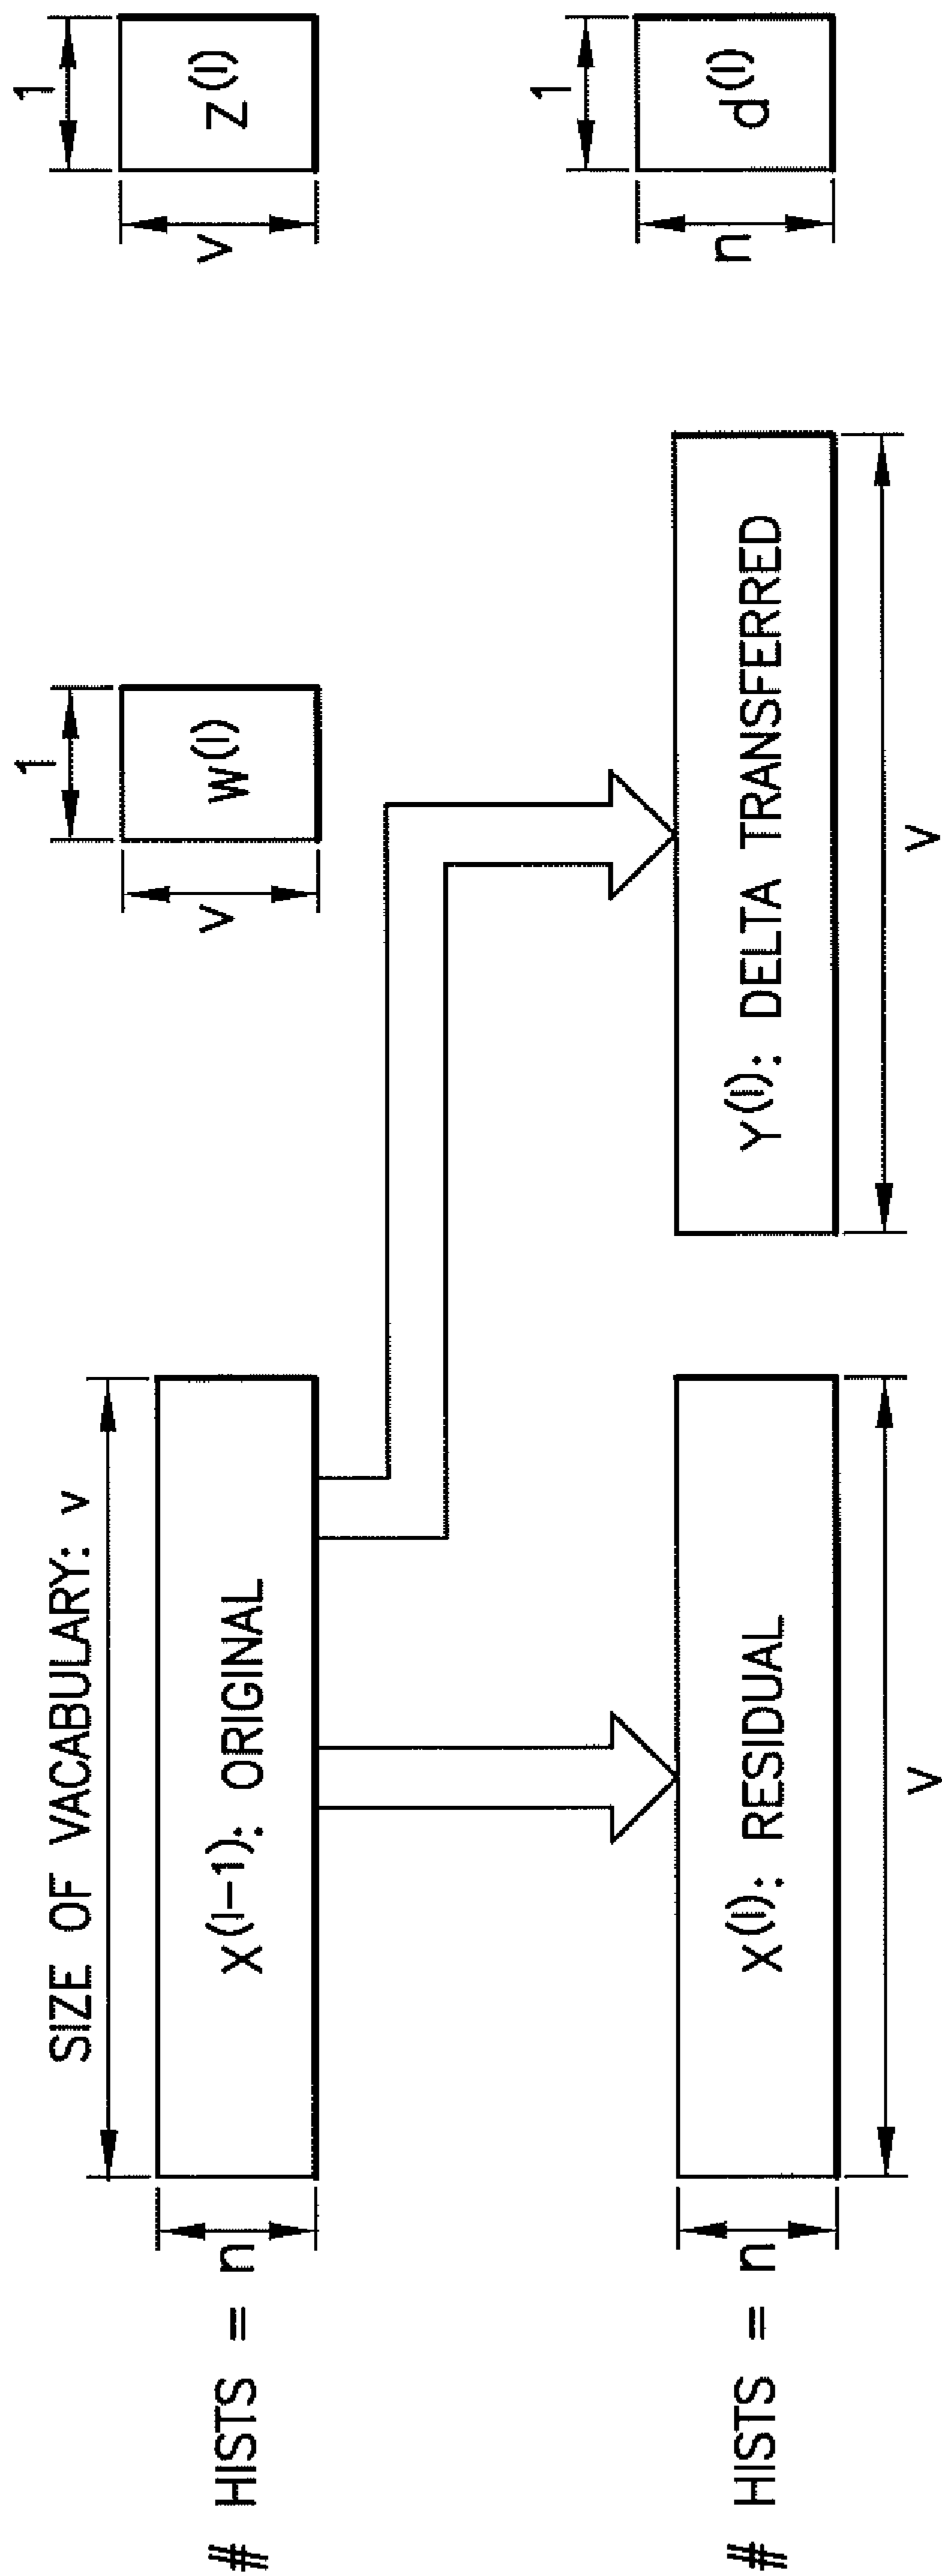 SIZE OF VACABULARY: v
# HISTS = n
X(l-1): ORIGINAL
1
v
W(l)
1
v
Z(l)
# HISTS = n
X(l): RESIDUAL
v
Y(l): DELTA TRANSFERRED
v
1
n
d(l)